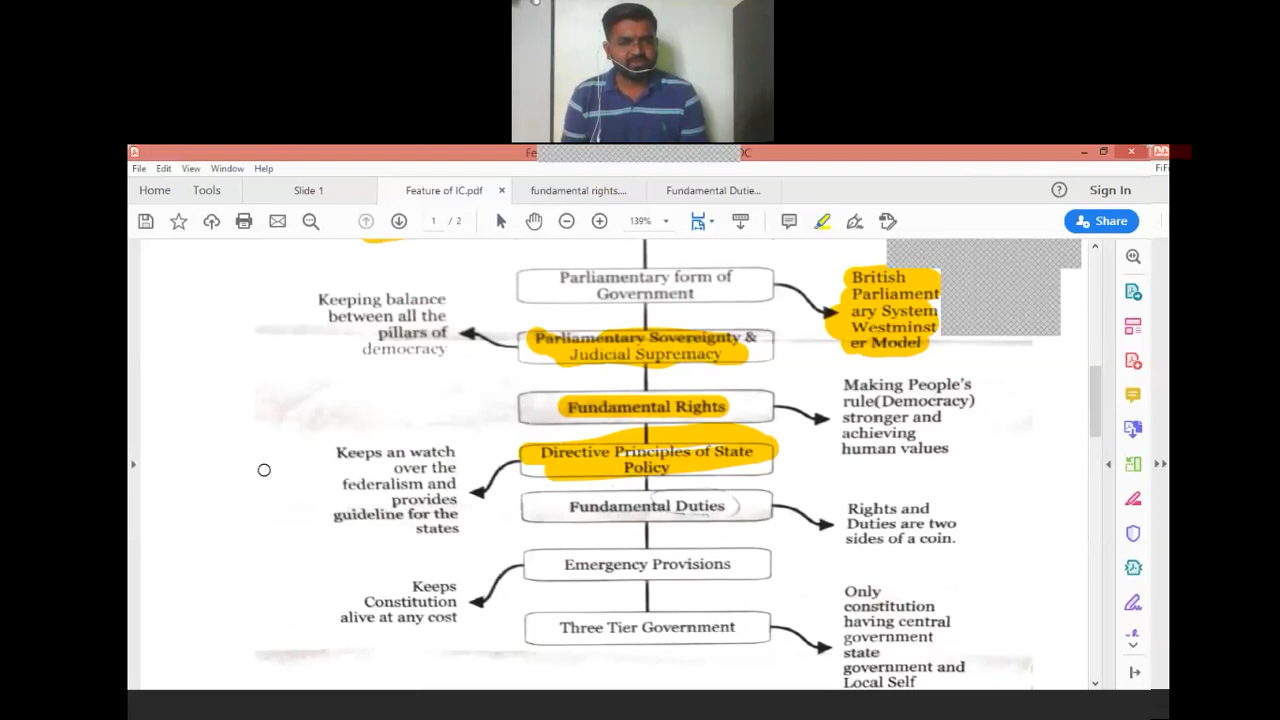 Fe
OC
File Edit View Window Help
FiFi
Home Tools Slide 1 Feature of IC.pdf × fundamental rights.... Fundamental Dutie... ? Sign In
1 / 2 139% Share
Parliamentary form of
Government
British
Parliament
ary System
Westminst
er Model
Keeping balance
between all the
pillars of
democracy
Parliamentary Sovereignty &
Judicial Supremacy
Fundamental Rights
Making People's
rule(Democracy)
stronger and
achieving
human values
Directive Principles of State
Policy
Keeps an watch
over the
federalism and
provides
guideline for the
states
Fundamental Duties
Rights and
Duties are two
sides of a coin.
Emergency Provisions
Keeps
Constitution
alive at any cost
Three Tier Government
Only
constitution
having central
government
state
government and
Local Self